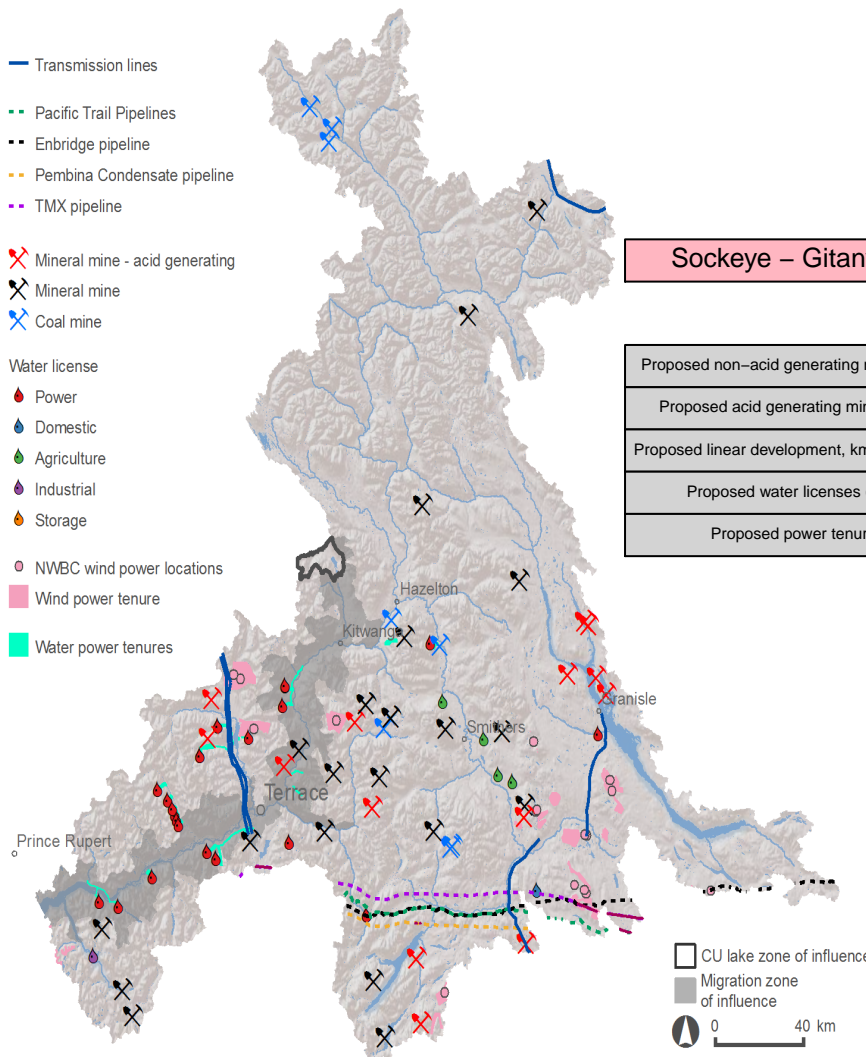 Transmission lines
Pacific Trail Pipelines
Enbridge pipeline
Pembina Condensate pipeline
TMX pipeline
Mineral mine - acid generating
Mineral mine
Coal mine
Water license
Power
Domestic
Agriculture
Industrial
Storage
NWBC wind power locations
Wind power tenure
Water power tenures
Sockeye – Gitan
Proposed non−acid generating
Proposed acid generating
Proposed linear development, km
Proposed water licenses
Proposed power
Hazelton
Kitwanga
Granisle
Smithers
Terrace
Prince Rupert
CU lake zone of influence
Migration zone
of influence
0 40 km